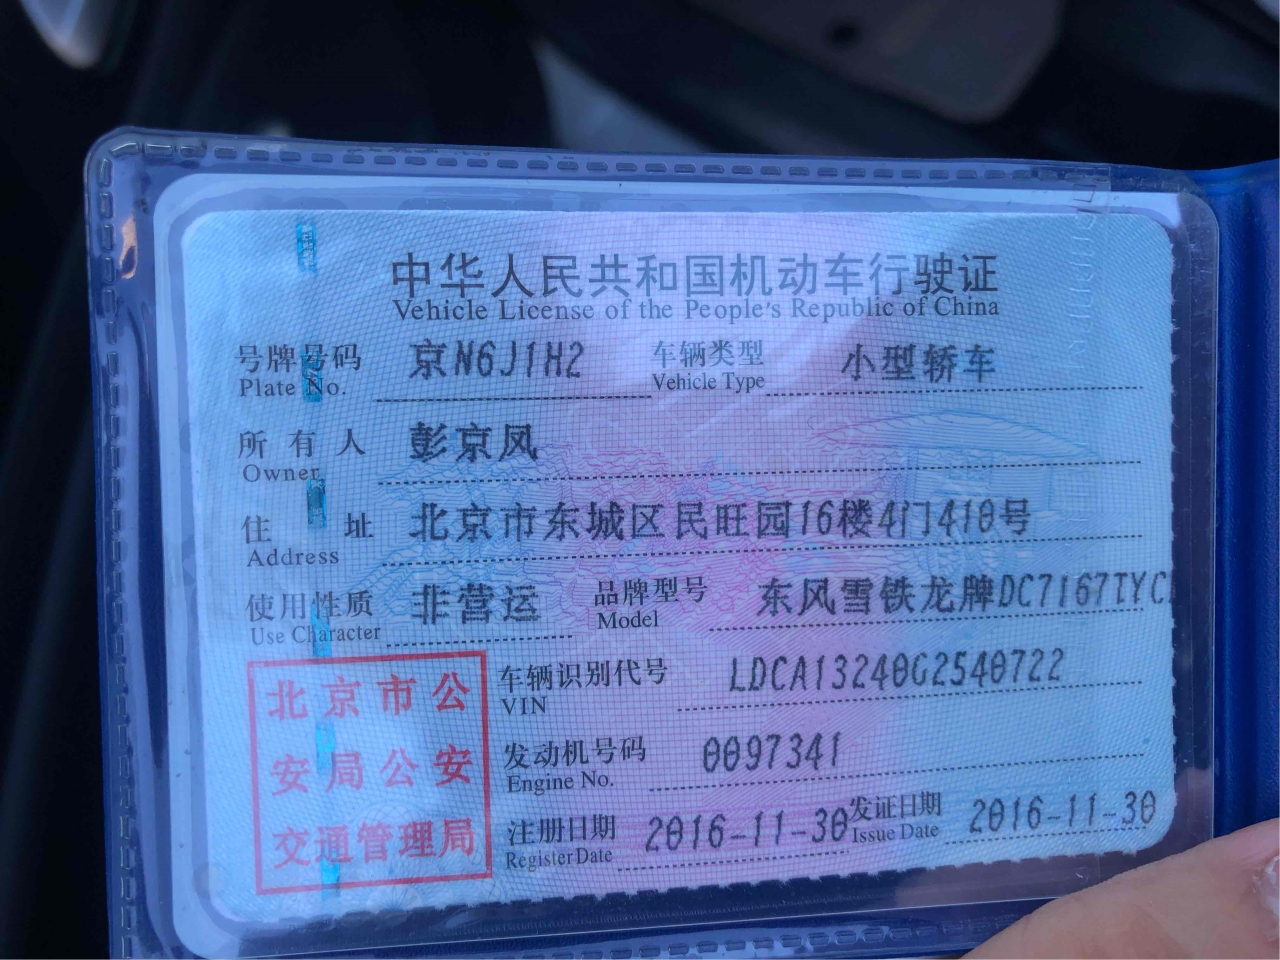 中华人民共和国机动车行驶证
Vehicle License of the People's Republic of China
号牌号码 京N6J1H2 车辆类型 小型轿车
Plate No. Vehicle Type
所有人 彭京凤
Owner
住址 北京市东城区民旺园16楼4门410号
Address
使用性质 非营运 品牌型号 东风雪铁龙牌DC7167TYC
Use Character Model
北京市公
安局公安
交通管理局
车辆识别代号 LDCA13240G2540722
VIN
发动机号码 0097341
Engine No.
注册日期 2016-11-30 发证日期 2016-11-30
Register Date Issue Date